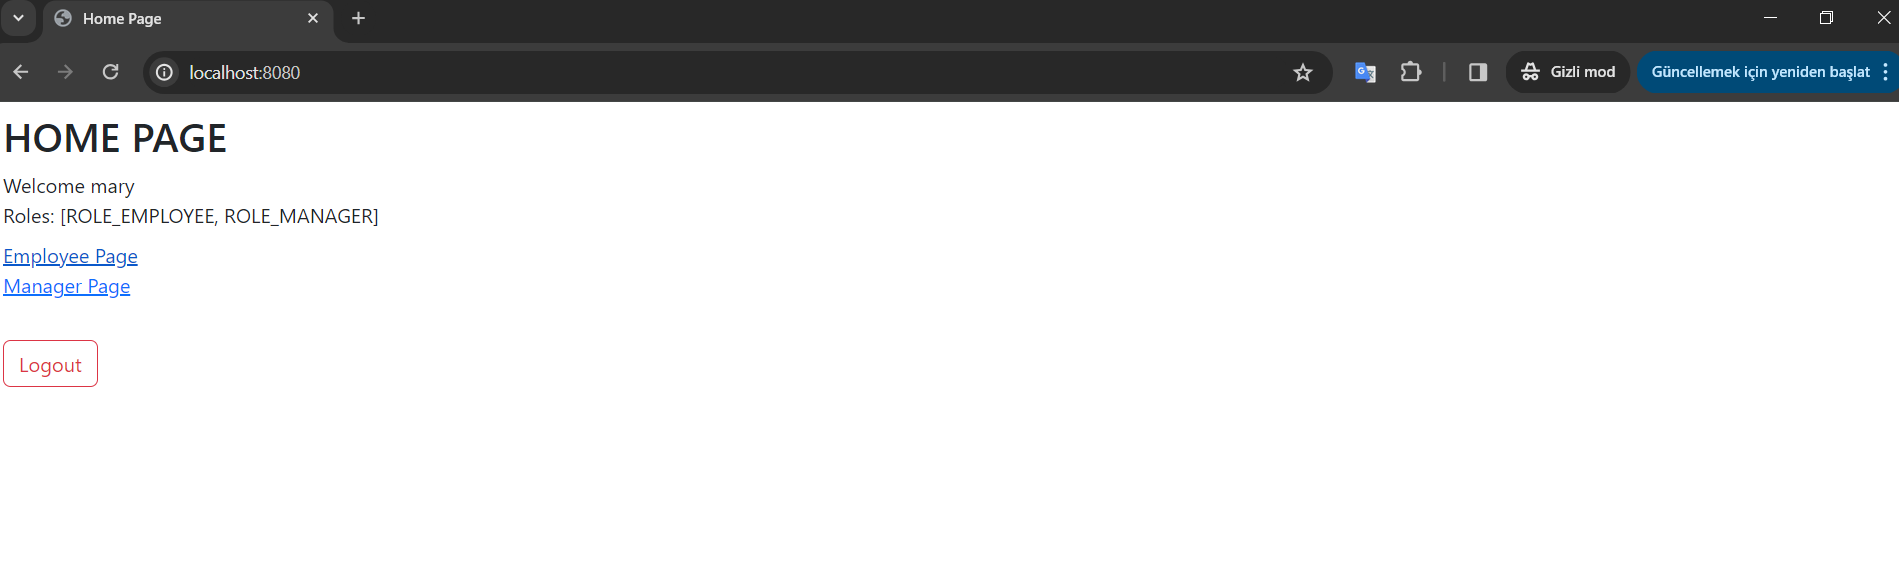 Home Page
localhost:8080
Gizli mod
Güncellemek için yeniden başlat
HOME PAGE
Welcome mary
Roles: [ROLE_EMPLOYEE, ROLE_MANAGER]
Employee Page
Manager Page
Logout